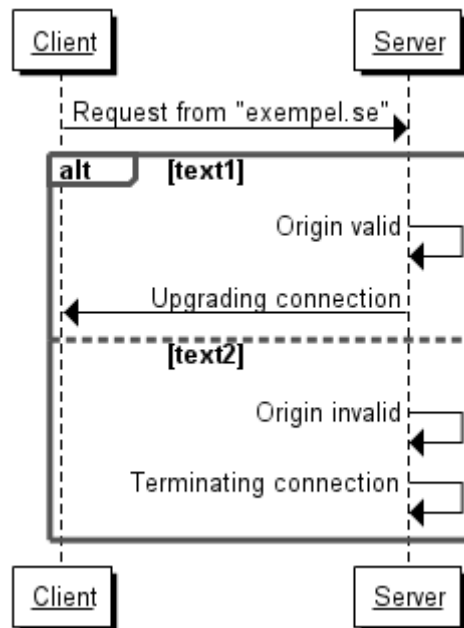 Client Server
Request from "exempel.se"
alt [text1]
Origin valid
Upgrading connection
[text2]
Origin invalid
Terminating connection
Client Server